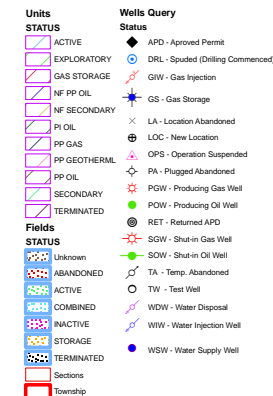 Units
STATUS
ACTIVE
EXPLORATORY
GAS STORAGE
NF PP OIL
NF SECONDARY
PI OIL
PP GAS
PP GEOTHERML
PP OIL
SECONDARY
TERMINATED
Fields
STATUS
Unknown
ABANDONED
ACTIVE
COMBINED
INACTIVE
STORAGE
TERMINATED
Sections
Township
Wells Query
Status
APD - Aproved Permit
DRL - Spuded (Drilling Commenced)
GIW - Gas Injection
GS - Gas Storage
LA - Location Abandoned
LOC - New Location
OPS - Operation Suspended
PA - Plugged Abandoned
PGW - Producing Gas Well
POW - Producing Oil Well
RET - Returned APD
SGW - Shut-in Gas Well
SOW - Shut-in Oil Well
TA - Temp. Abandoned
TW - Test Well
WDW - Water Disposal
WIW - Water Injection Well
WSW - Water Supply Well